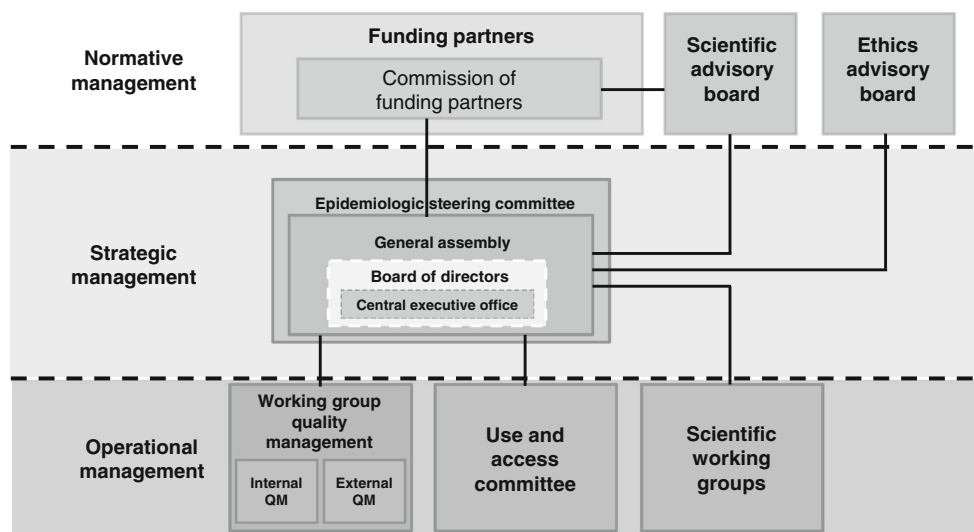 Normative
management
Funding partners
Commission of
funding partners
Scientific
advisory
board
Ethics
advisory
board
Strategic
management
Epidemiologic steering committee
General assembly
Board of directors
Central executive office
Operational
management
Working group
quality
management
Internal
QM
External
QM
Use and
access
committee
Scientific
working
groups